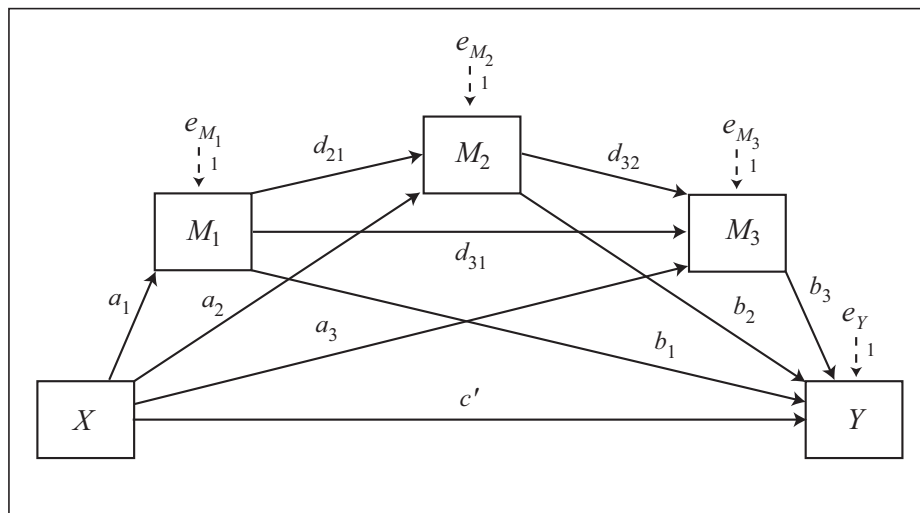 e_{M_2}
1
e_{M_1}
1
d_{21}
M_2
d_{32}
e_{M_3}
1
M_1
M_3
d_{31}
a_1
a_2
a_3
b_1
b_2
b_3
e_Y
1
X
c′
Y